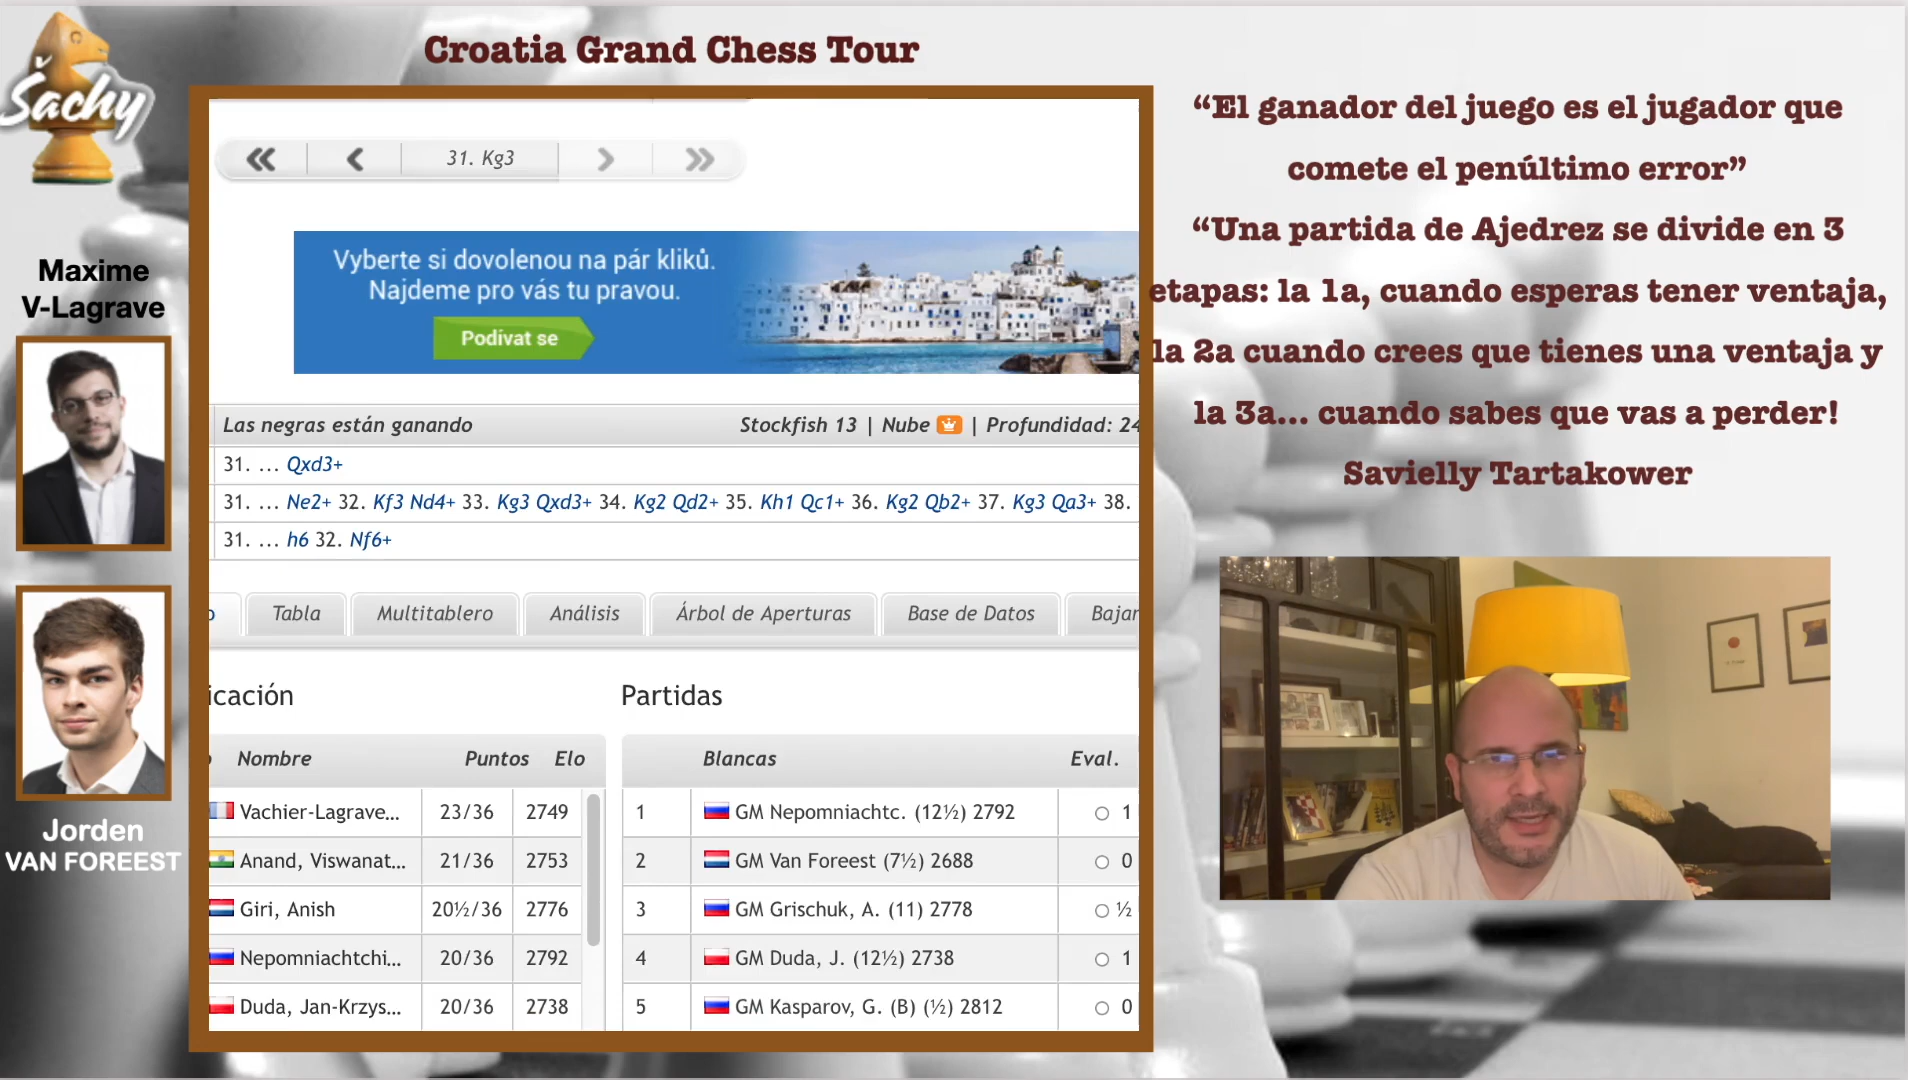 Croatia Grand Chess Tour
Šachy
Maxime
V-Lagrave
Jorden
VAN FOREEST
31. Kg3
Vyberte si dovolenou na pár kliků.
Najdeme pro vás tu pravou.
Podívat se
Las negras están ganando
Stockfish 13 | Nube | Profundidad: 24
31. ... Qxd3+
31. ... Ne2+ 32. Kf3 Nd4+ 33. Kg3 Qxd3+ 34. Kg2 Qd2+ 35. Kh1 Qc1+ 36. Kg2 Qb2+ 37. Kg3 Qa3+ 38.
31. ... h6 32. Nf6+
o Tabla Multitablero Análisis Árbol de Aperturas Base de Datos Bajar
icación
Nombre Puntos Elo
Vachier-Lagrave... 23/36 2749
Anand, Viswanat... 21/36 2753
Giri, Anish 20½/36 2776
Nepomniachtchi... 20/36 2792
Duda, Jan-Krzys... 20/36 2738
Partidas
Blancas Eval.
1 GM Nepomniachtc. (12½) 2792 1
2 GM Van Foreest (7½) 2688 0
3 GM Grischuk, A. (11) 2778 ½
4 GM Duda, J. (12½) 2738 1
5 GM Kasparov, G. (B) (½) 2812 0
“El ganador del juego es el jugador que
comete el penúltimo error”
“Una partida de Ajedrez se divide en 3
etapas: la 1a, cuando esperas tener ventaja,
la 2a cuando crees que tienes una ventaja y
la 3a... cuando sabes que vas a perder!
Savielly Tartakower